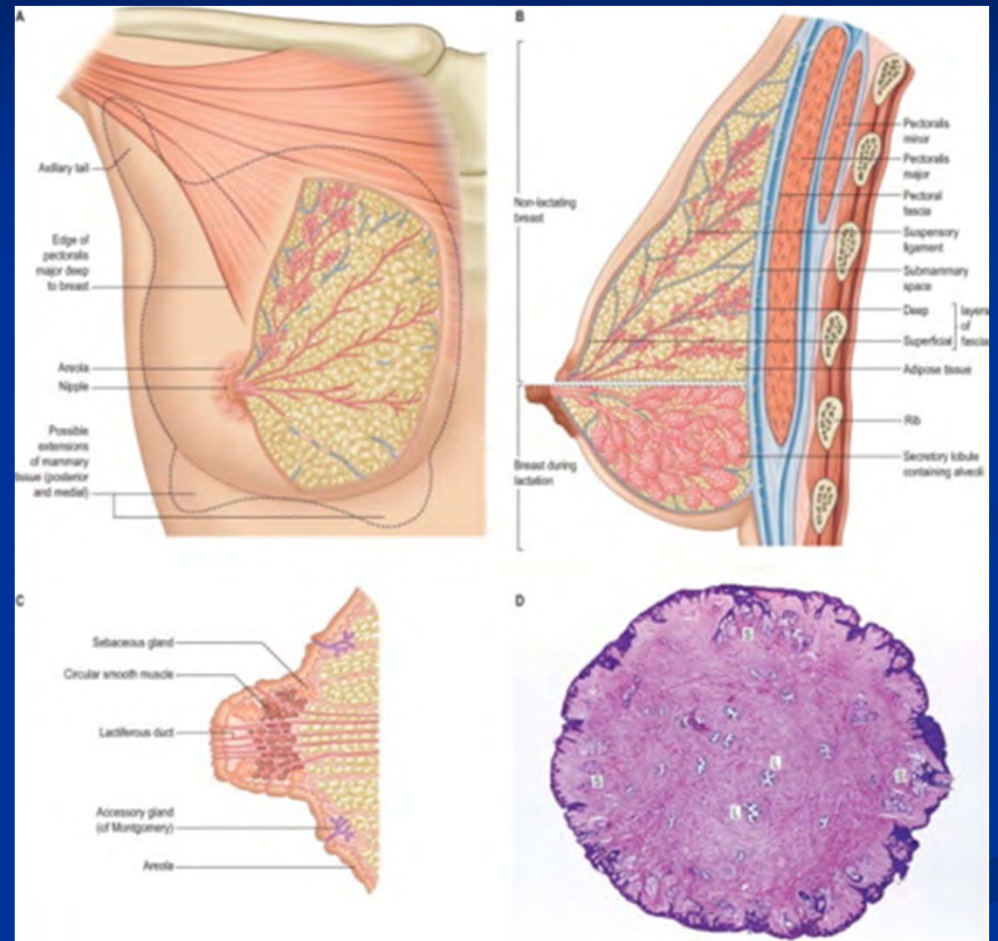 A
Axillary tail
Edge of
pectoralis
major deep
to breast
Areola
Nipple
Possible
extensions
of mammary
tissue (posterior
and medial)
B
Non-lactating
breast
Breast during
lactation
Pectoralis
minor
Pectoralis
major
Pectoral
fascia
Suspensory
ligament
Submammary
space
Deep
Superficial
layers
of
fascia
Adipose tissue
Rib
Secretory lobule
containing alveoli
C
Sebaceous gland
Circular smooth muscle
Lactiferous duct
Accessory gland
(of Montgomery)
Areola
D
S
S
L
S
L